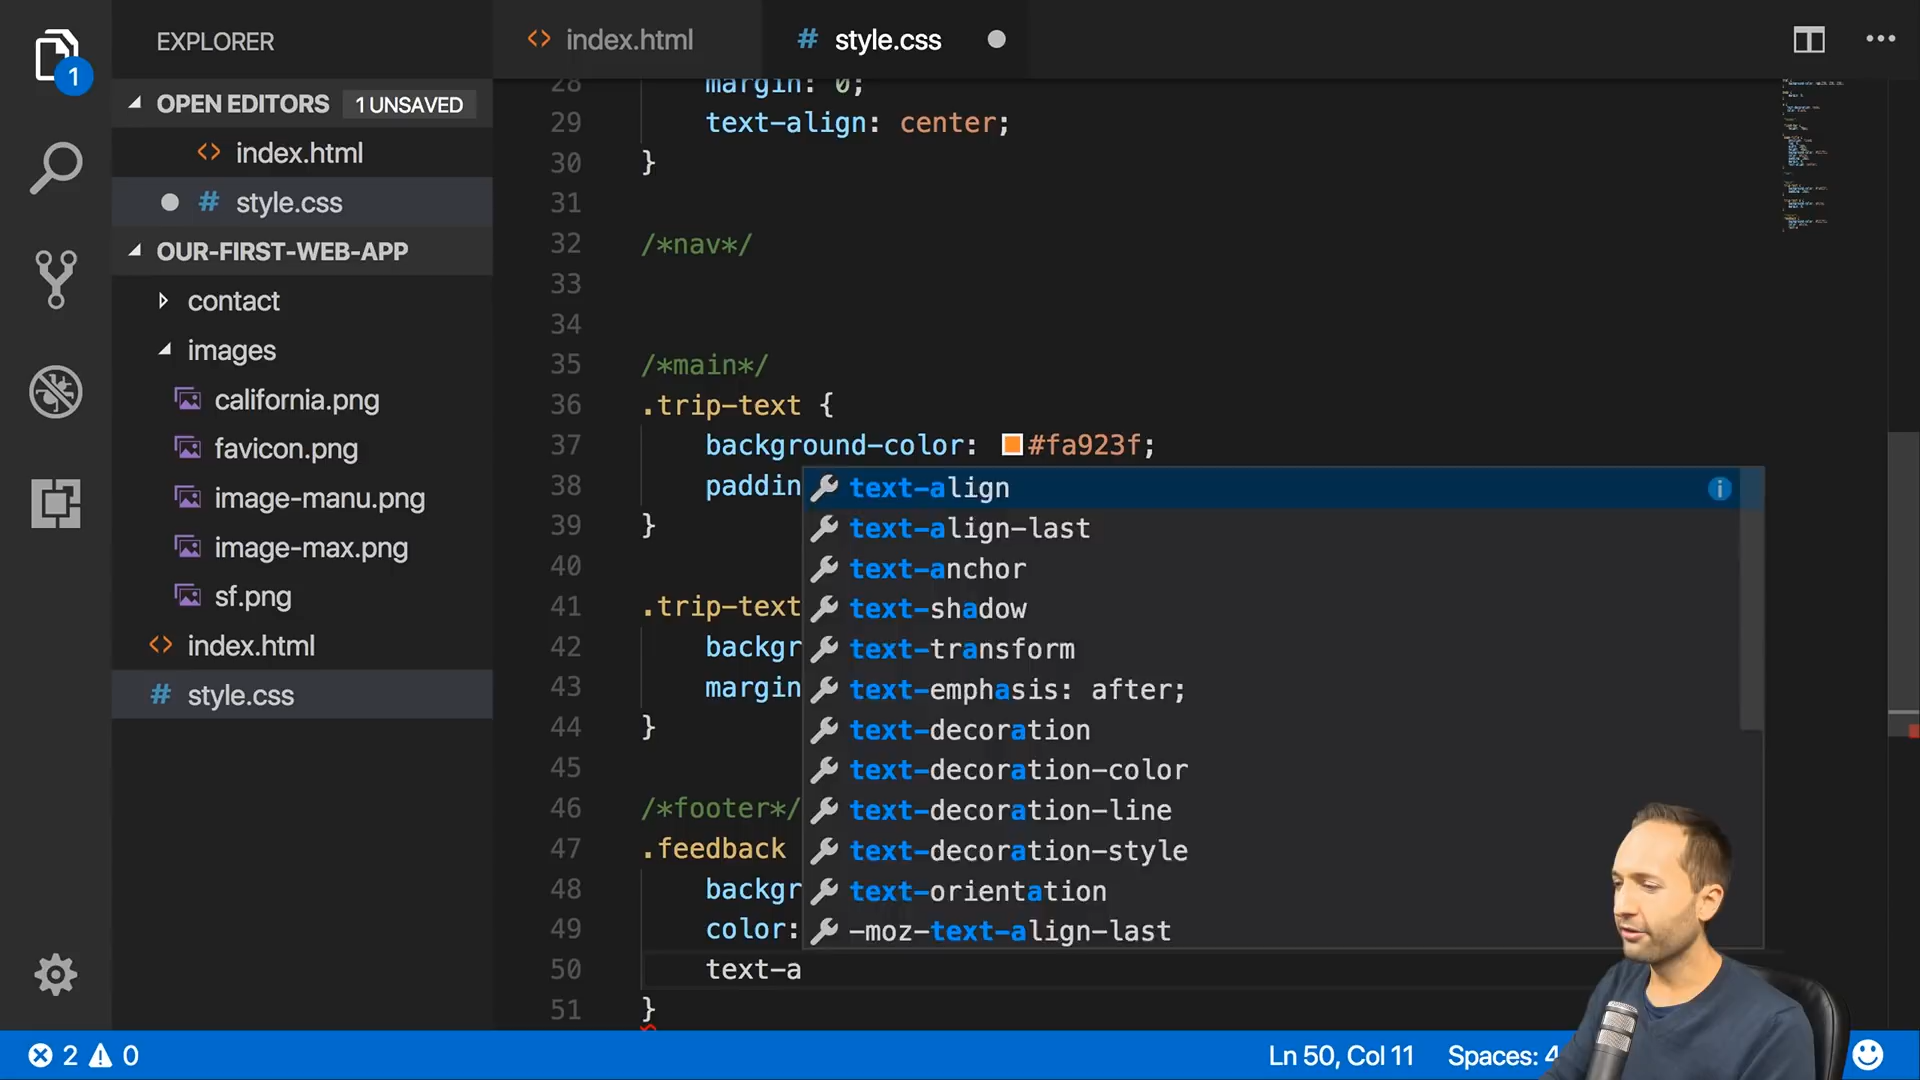 EXPLORER
index.html
style.css
1
OPEN EDITORS
1 UNSAVED
index.html
style.css
OUR-FIRST-WEB-APP
contact
images
california.png
favicon.png
image-manu.png
image-max.png
sf.png
index.html
style.css
28 margin: 0;
29 text-align: center;
30 }
31
32 /*nav*/
33
34
35 /*main*/
36 .trip-text {
37 background-color: #fa923f;
38 paddin
39 }
40
41 .trip-text
42 backgr
43 margin
44 }
45
46 /*footer*/
47 .feedback
48 backgr
49 color:
50 text-a
51 }
text-align
text-align-last
text-anchor
text-shadow
text-transform
text-emphasis: after;
text-decoration
text-decoration-color
text-decoration-line
text-decoration-style
text-orientation
-moz-text-align-last
2 0
Ln 50, Col 11
Spaces: 4